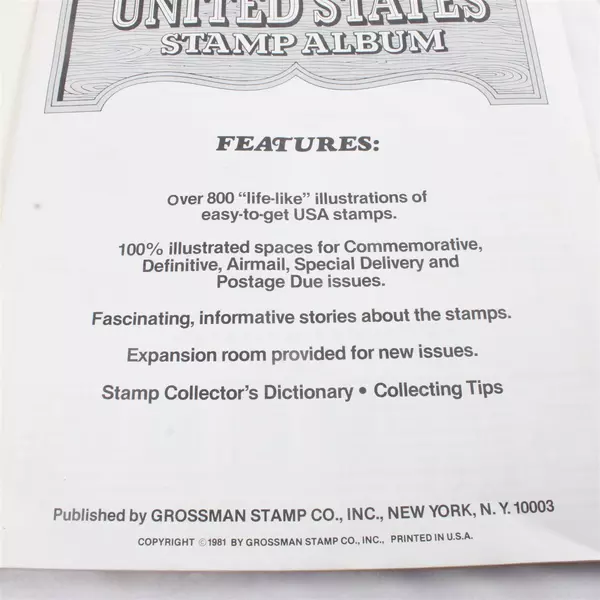 UNITED STATES
STAMP ALBUM
FEATURES:
Over 800 "life-like" illustrations of
easy-to-get USA stamps.
100% illustrated spaces for Commemorative,
Definitive, Airmail, Special Delivery and
Postage Due issues.
Fascinating, informative stories about the stamps.
Expansion room provided for new issues.
Stamp Collector's Dictionary • Collecting Tips
Published by GROSSMAN STAMP CO., INC., NEW YORK, N.Y. 10003
COPYRIGHT ©1981 BY GROSSMAN STAMP CO., INC., PRINTED IN U.S.A.